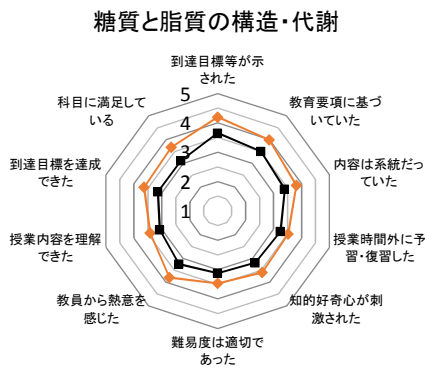 糖質と脂質の構造・代謝
到達目標等が示
された
科目に満足して
いる
教育要項に基づ
いていた
到達目標を達成
できた
内容は系統だっ
ていた
授業内容を理解
できた
授業時間外に予
習・復習した
教員から熱意を
感じた
知的好奇心が刺
激された
難易度は適切で
あった
5
4
3
2
1